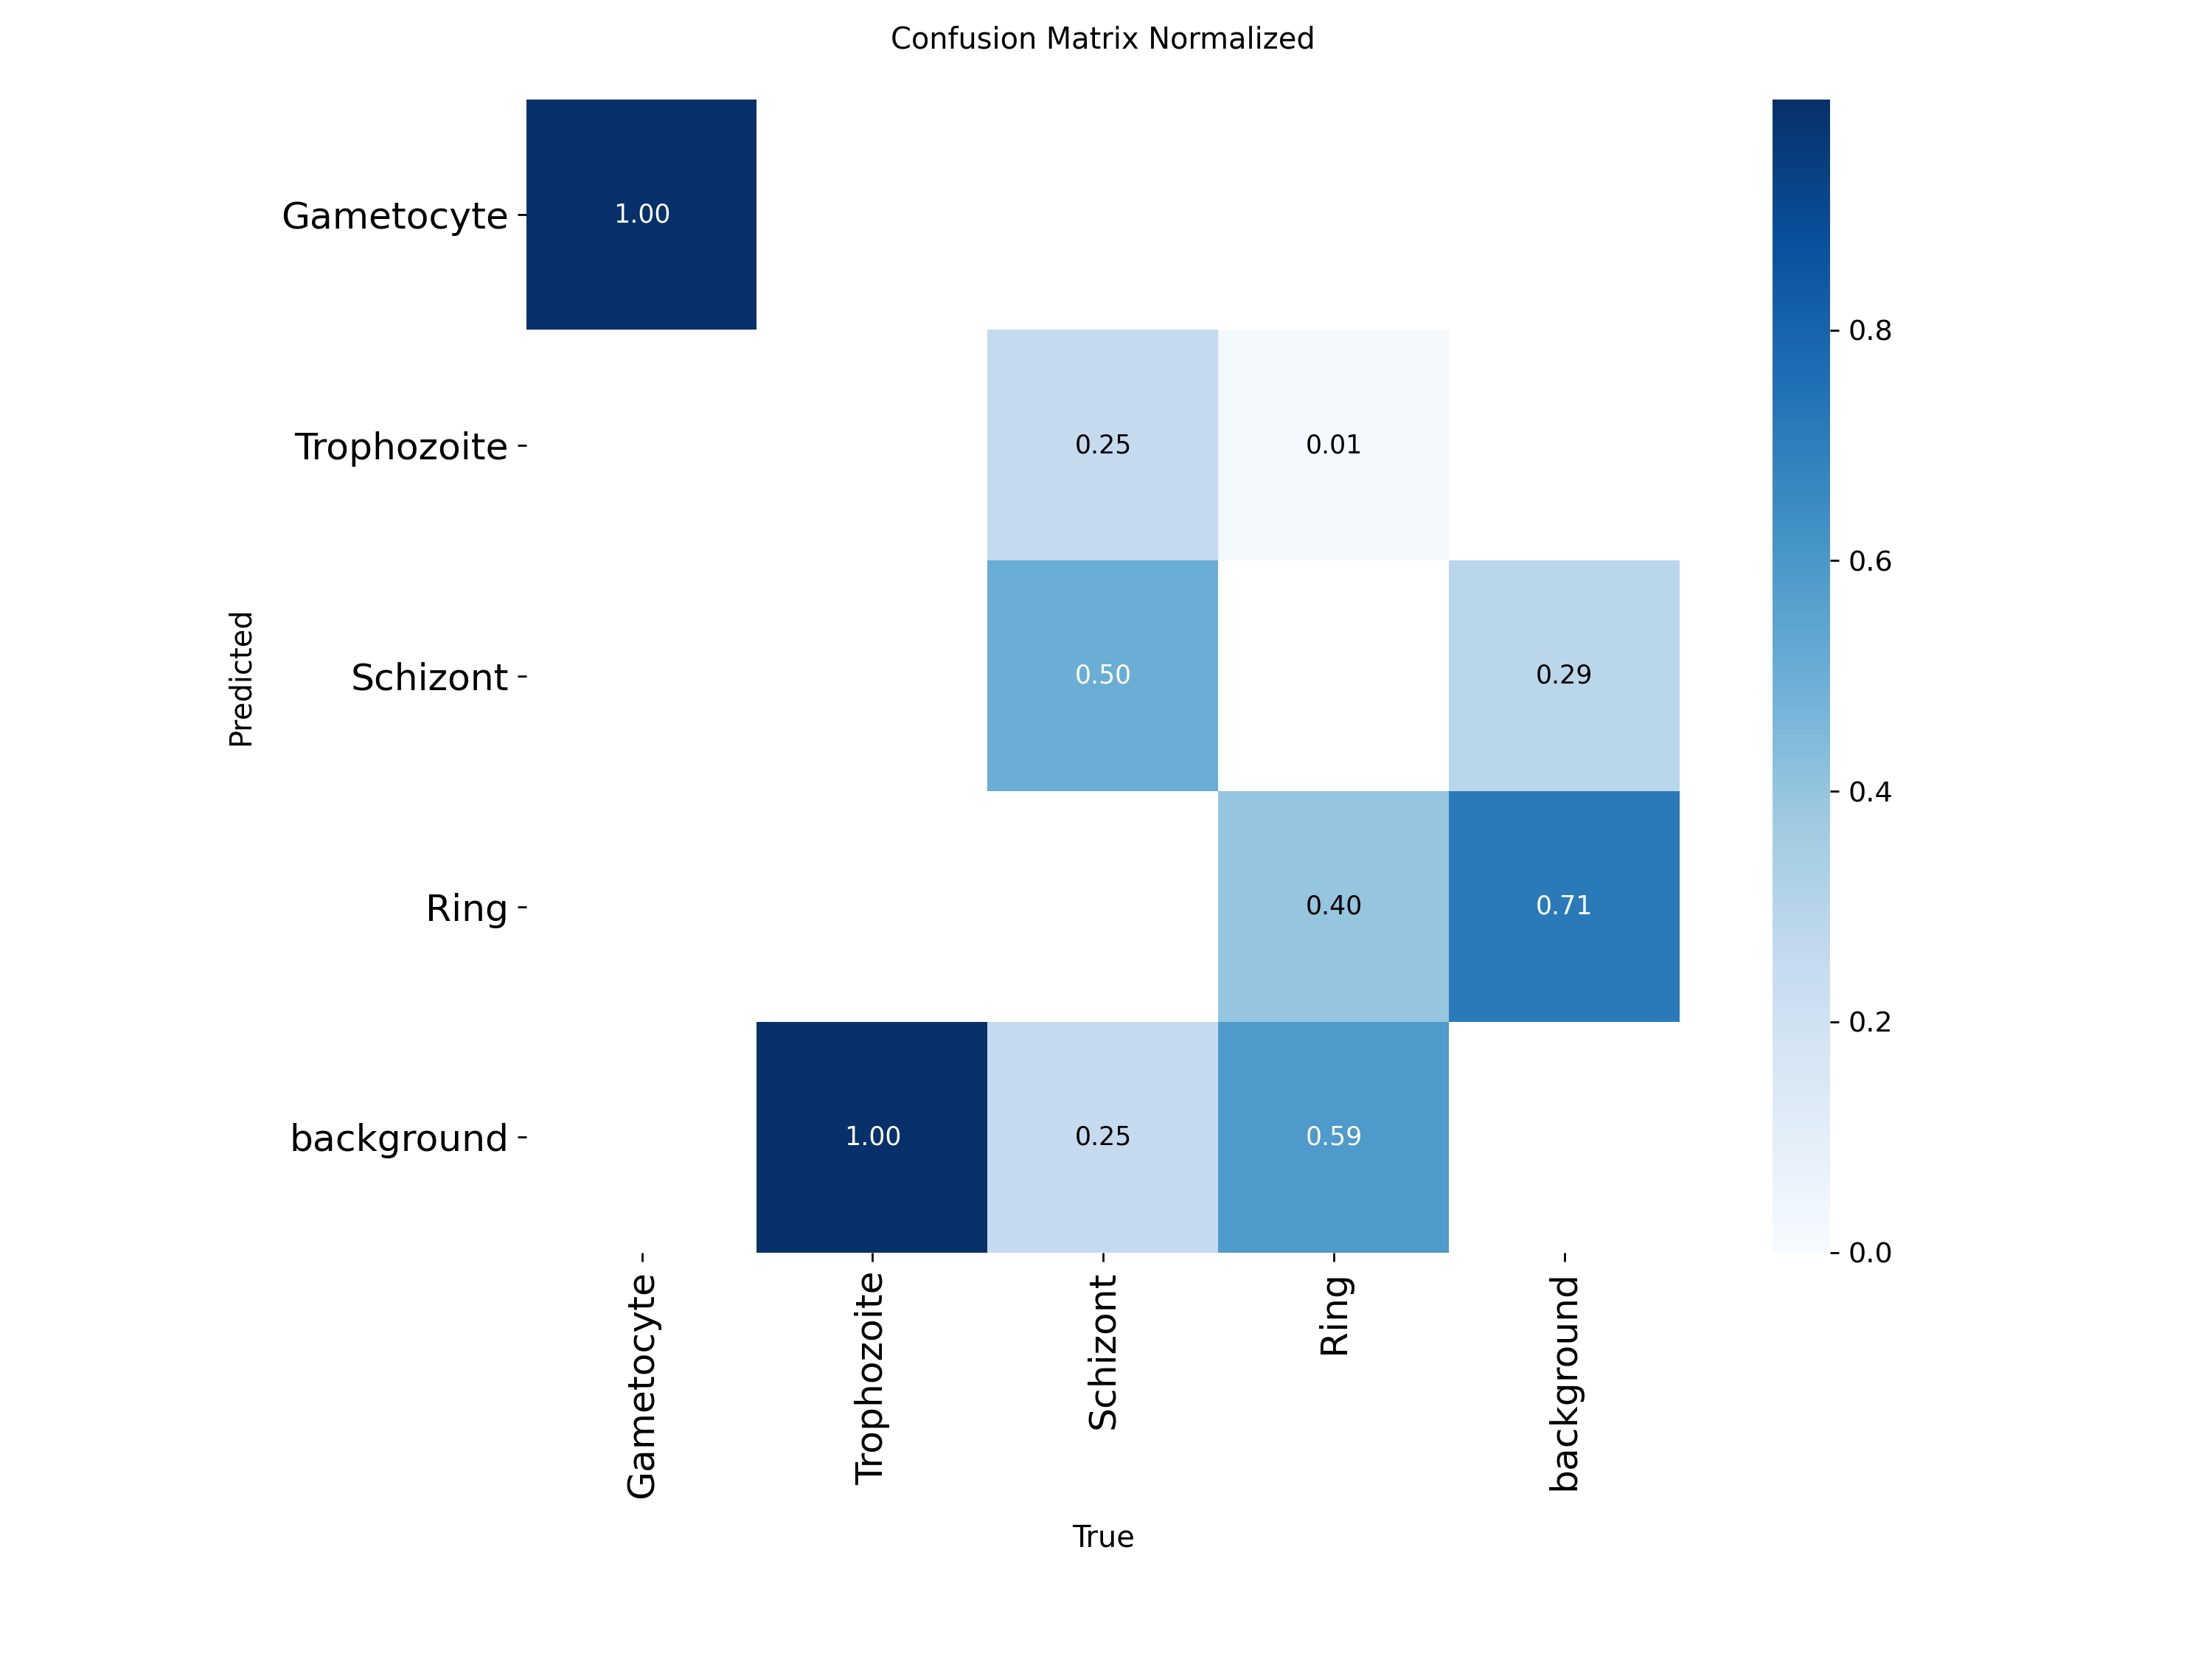 Confusion Matrix Normalized
Gametocyte
1.00
Trophozoite
0.25
0.01
Schizont
0.50
0.29
Ring
0.40
0.71
background
1.00
0.25
0.59
Predicted
Gametocyte
Trophozoite
Schizont
Ring
background
True
0.8
0.6
0.4
0.2
0.0